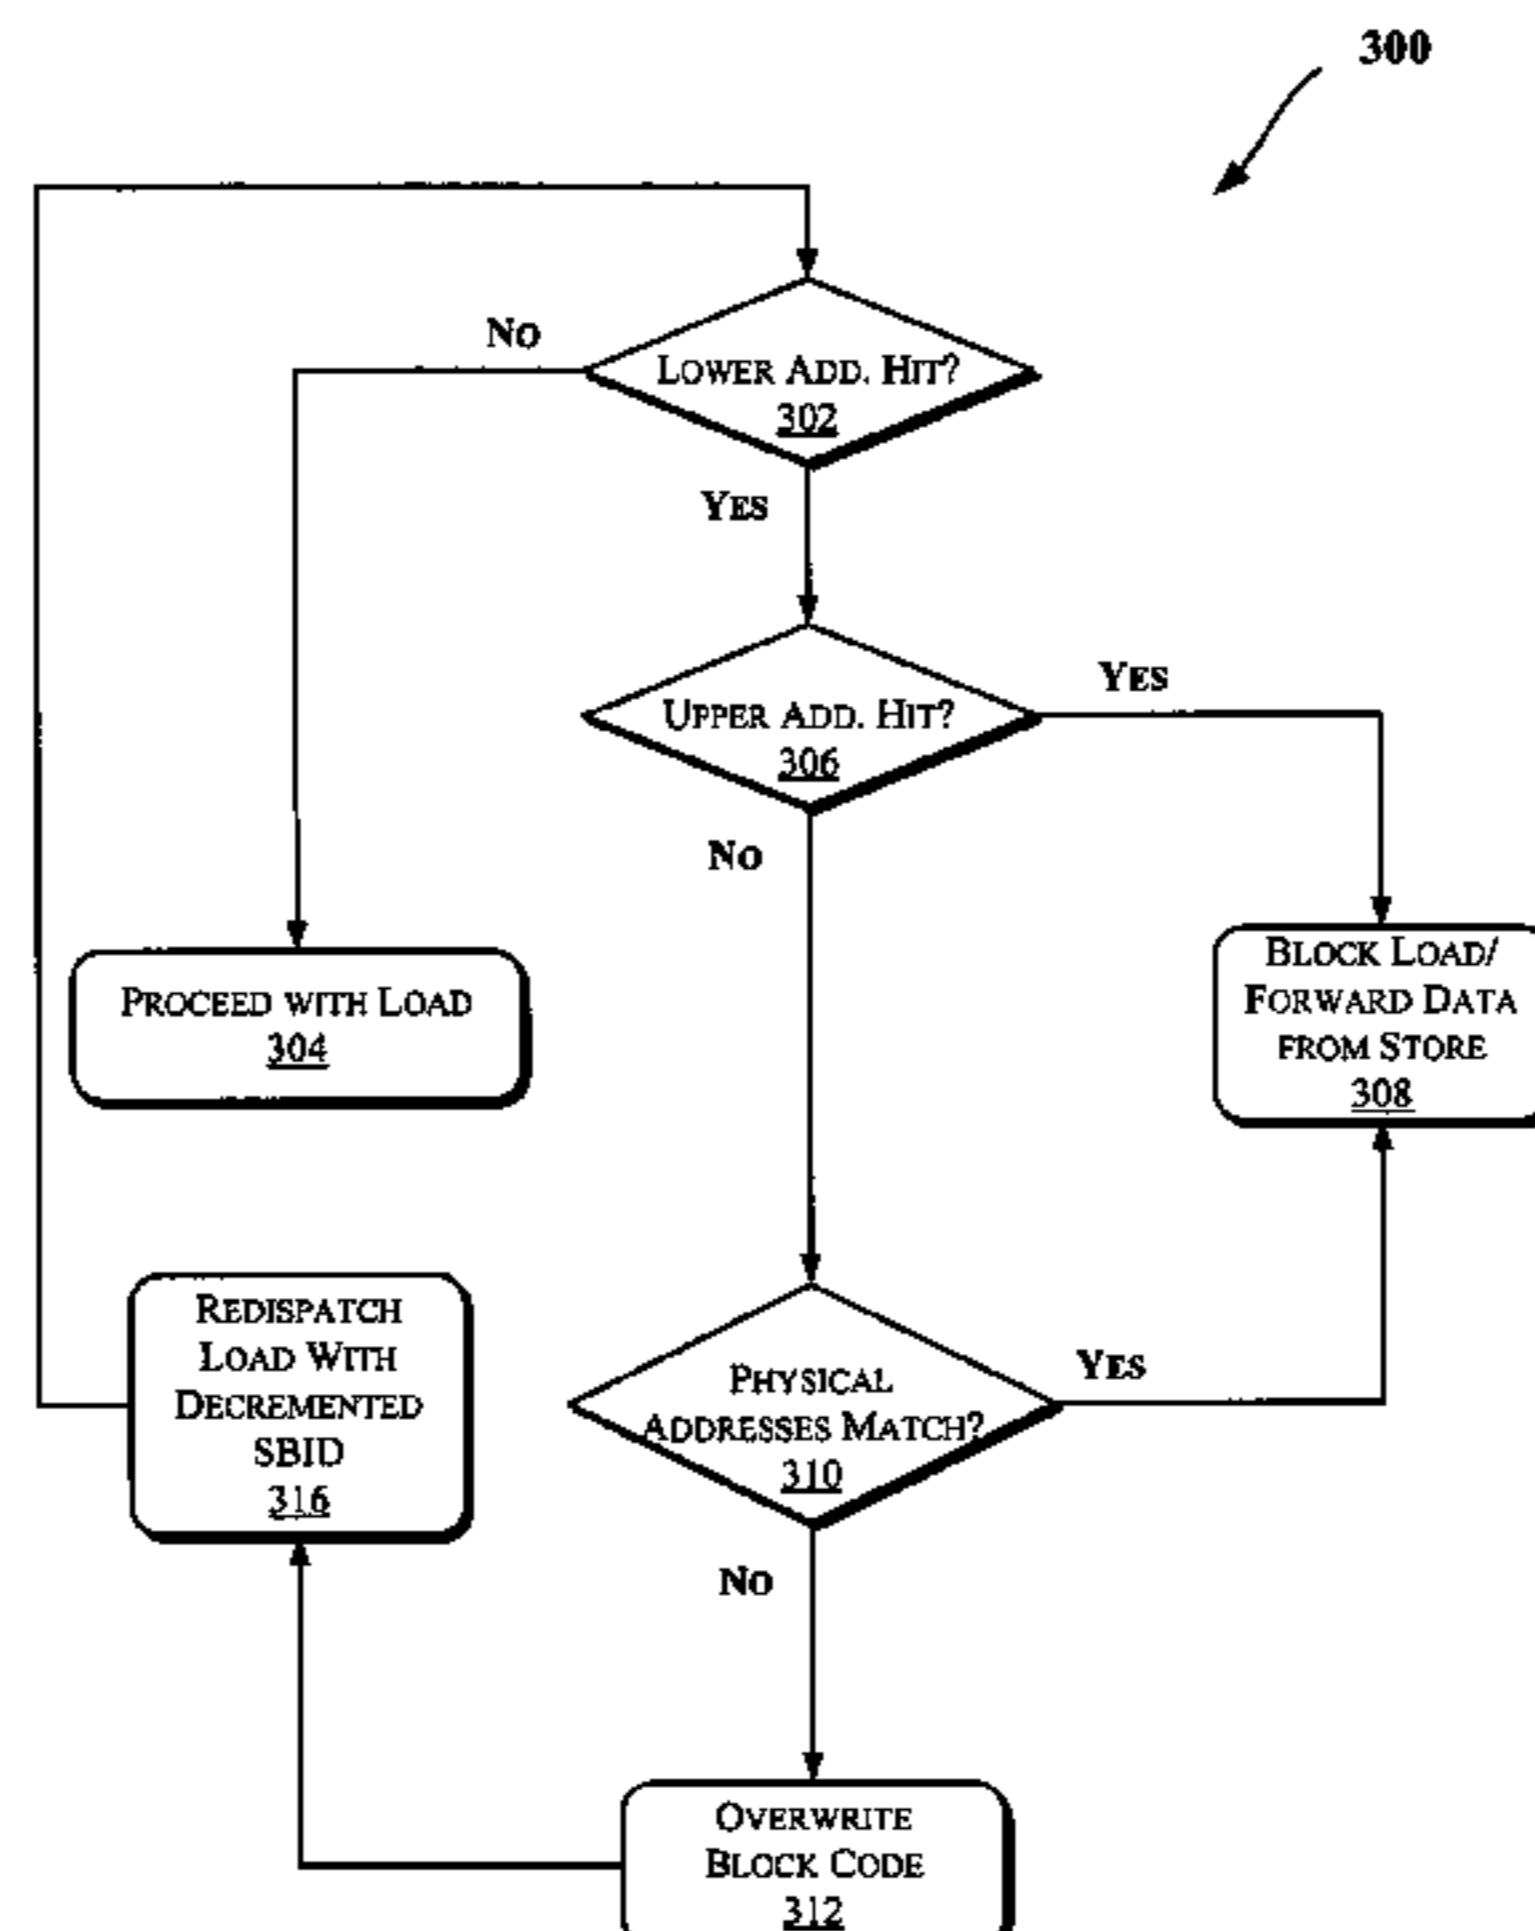 300
No
LOWER ADD. HIT?
302
YES
UPPER ADD. HIT?
306
YES
No
PROCEED WITH LOAD
304
BLOCK LOAD/
FORWARD DATA
FROM STORE
308
REDISPATCH
LOAD WITH
DECREMENTED
SBID
316
PHYSICAL
ADDRESSES MATCH?
310
YES
No
OVERWRITE
BLOCK CODE
312